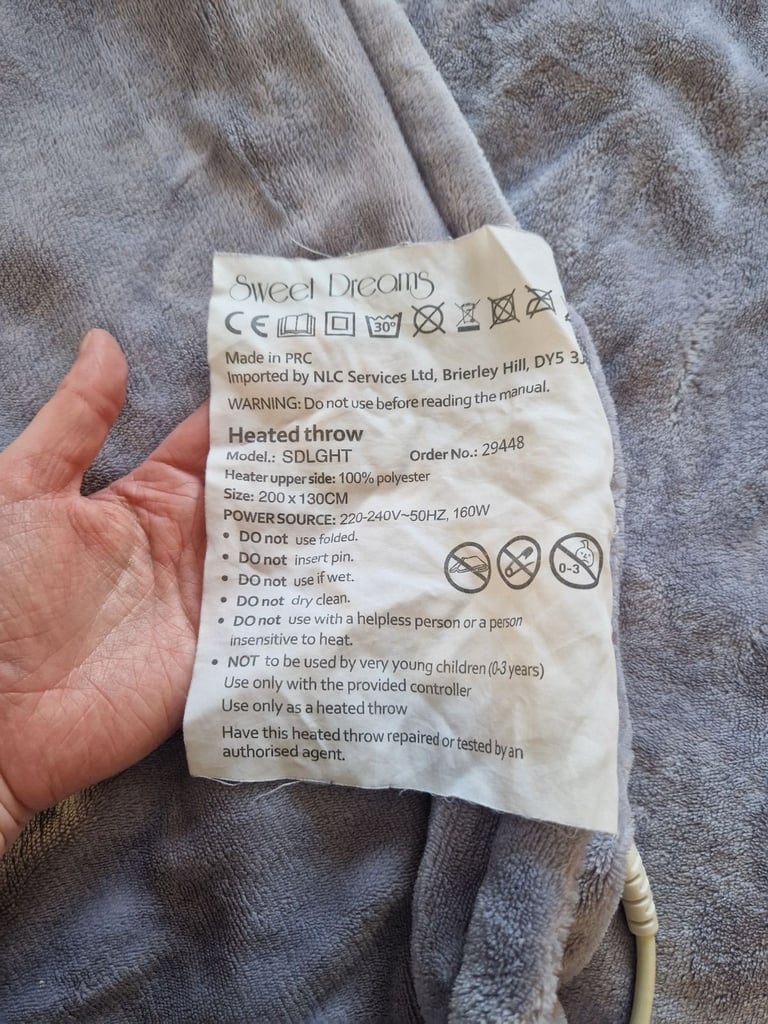 Sweet Dreams
CE 30°
Made in PRC
Imported by NLC Services Ltd, Brierley Hill, DY5 3
WARNING: Do not use before reading the manual.
Heated throw
Model.: SDLGHT Order No.: 29448
Heater upper side: 100% polyester
Size: 200 x 130CM
POWER SOURCE: 220-240V~50HZ, 160W
• DO not use folded.
• DO not insert pin.
• DO not use if wet.
0-3
• DO not dry clean.
• DO not use with a helpless person or a person
insensitive to heat.
• NOT to be used by very young children (0-3 years)
Use only with the provided controller
Use only as a heated throw
Have this heated throw repaired or tested by an
authorised agent.